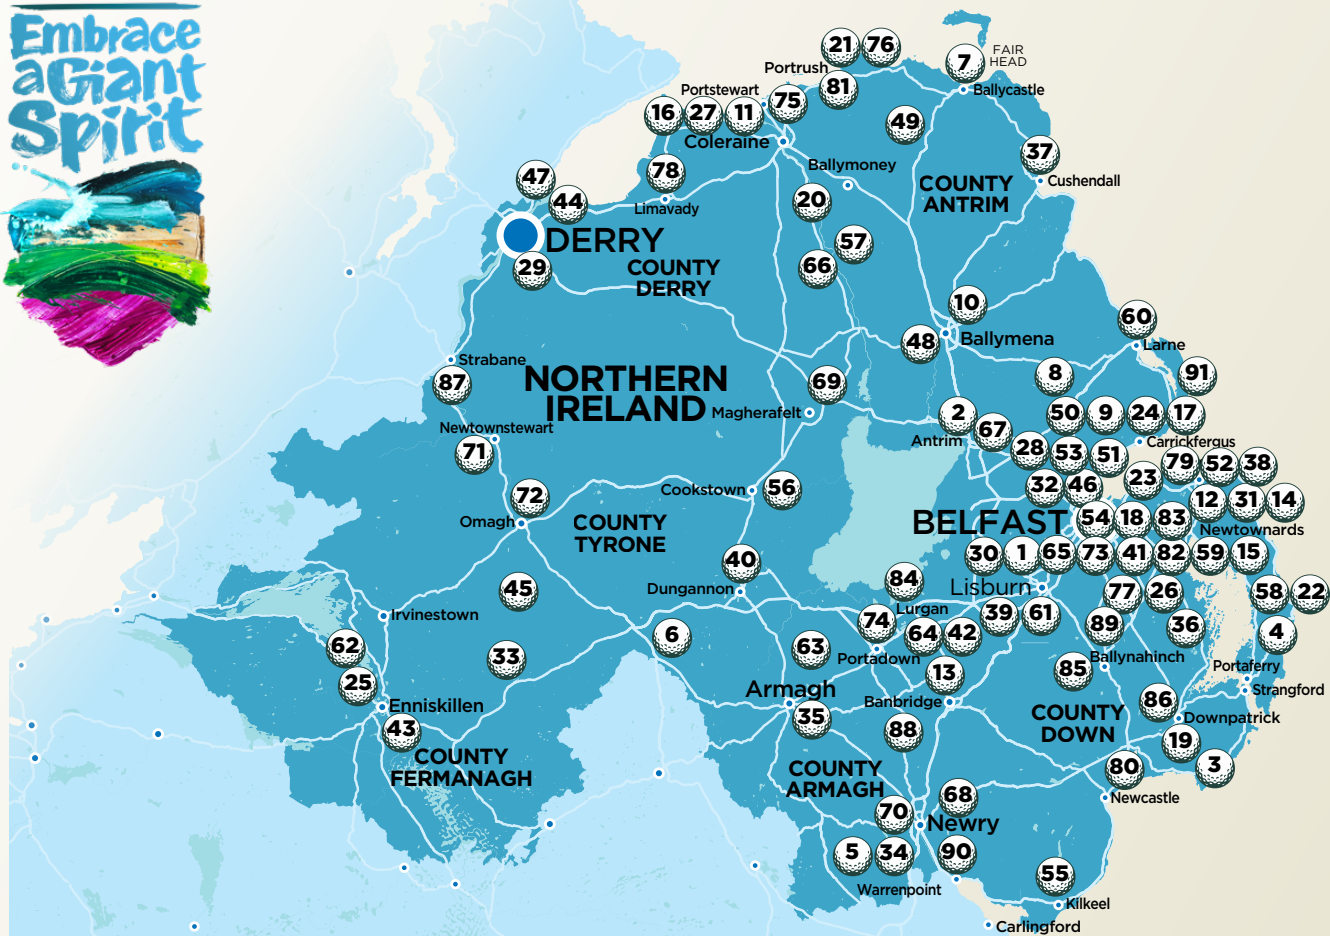 Embrace
a Giant
Spirit
21 76
7
FAIR
HEAD
Portrush
81
Ballycastle
Portstewart
75
16 27 11
49
Coleraine
37
Ballymoney
Cushendall
78
COUNTY
ANTRIM
47
44
Limavady
20
DERRY
57
29
COUNTY
DERRY
66
10
60
48
Ballymena
Larne
Strabane
87
NORTHERN
IRELAND
69
8
91
Magherafelt
2
50 9 24 17
Newtownstewart
67
Antrim
Carrickfergus
71
28 53 51
79 52 38
23
72
Cookstown
56
32 46
12 31 14
Omagh
COUNTY
TYRONE
BELFAST
54 18 83
Newtownards
30 1 65 73 41 82 59 15
40
84
Dungannon
Lisburn
45
77 26
58 22
Lurgan
39 61
Irvinestown
74
64 42
89
36
4
6
62
63
33
Portadown
Ballynahinch
Portaferry
13
85
25
Armagh
Strangford
Enniskillen
Banbridge
86
35
COUNTY
DOWN
Downpatrick
43
88
19
COUNTY
FERMANAGH
COUNTY
ARMAGH
80
3
68
Newcastle
70
Newry
5 34
90
55
Warrenpoint
Kilkeel
Carlingford